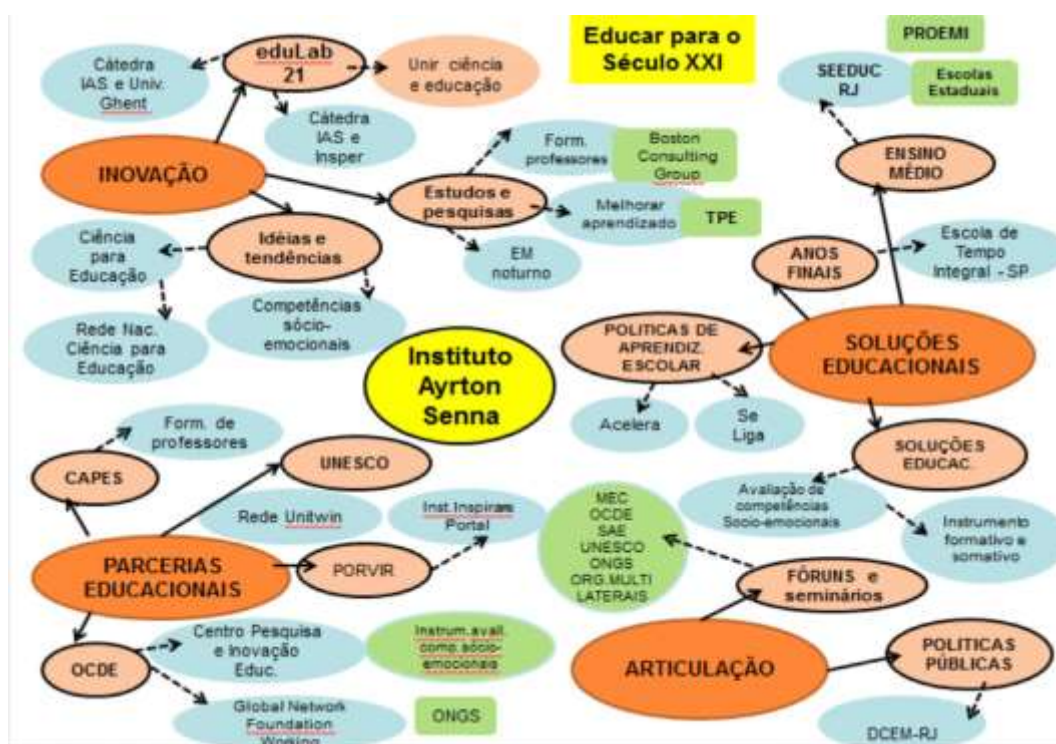 eduLab
21
Cátedra
IAS e Univ.
Ghent
Unir ciência
e educação
Cátedra
IAS e
Insper
Educar para o
Século XXI
PROEMI
SEEDUC
RJ
Escolas
Estaduais
INOVAÇÃO
Form.
professores
Boston
Consulting
Group
ENSINO
MÉDIO
Estudos e
pesquisas
Melhorar
aprendizado
TPE
EM
noturno
Ciência
para
Educação
Idéias e
tendências
ANOS
FINAIS
Escola de
Tempo
Integral - SP
Rede Nac.
Ciência para
Educação
Competências
sócio-
emocionais
Instituto
Ayrton
Senna
POLITICAS DE
APRENDIZ.
ESCOLAR
SOLUÇÕES
EDUCACIONAIS
Acelera
Se
Liga
SOLUÇÕES
EDUCAC.
Form. de
professores
CAPES
UNESCO
Rede Unitwin
Inst.Inspirare
Portal
MEC
OCDE
SAE
UNESCO
ONGS
ORG.MULTI
LATERAIS
Avaliação de
competências
Socio-emocionais
Instrumento
formativo e
somativo
PARCERIAS
EDUCACIONAIS
PORVIR
FÓRUNS e
seminários
OCDE
Centro Pesquisa
e Inovação
Educ.
Instrum.avall.
comp.sócio-
emocionais
ARTICULAÇÃO
POLITICAS
PÚBLICAS
Global Network
Foundation
Working
ONGS
DCEM-RJ